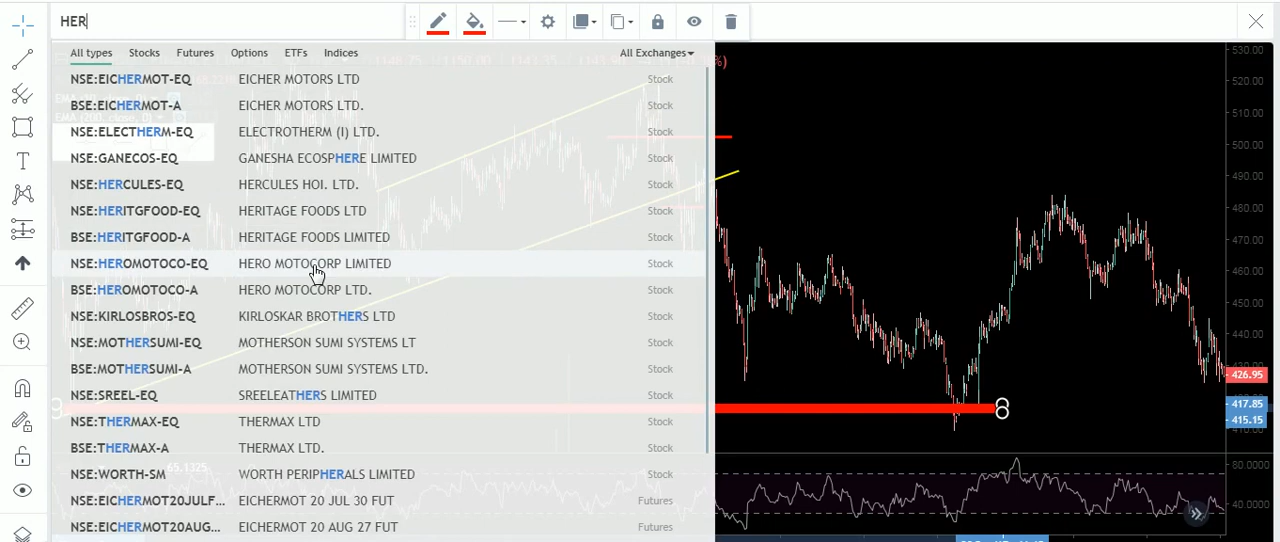 HER
All types Stocks Futures Options ETFs Indices All Exchanges
NSE:EICHERMOT-EQ EICHER MOTORS LTD Stock
BSE:EICHERMOT-A EICHER MOTORS LTD. Stock
NSE:ELECTHERM-EQ ELECTROTHERM (I) LTD. Stock
NSE:GANECOS-EQ GANESHA ECOSPHERE LIMITED Stock
NSE:HERCULES-EQ HERCULES HOI. LTD. Stock
NSE:HERITGFOOD-EQ HERITAGE FOODS LTD Stock
BSE:HERITGFOOD-A HERITAGE FOODS LIMITED Stock
NSE:HEROMOTOCO-EQ HERO MOTOCORP LIMITED Stock
BSE:HEROMOTOCO-A HERO MOTOCORP LTD. Stock
NSE:KIRLOSBROS-EQ KIRLOSKAR BROTHERS LTD Stock
NSE:MOTHERSUMI-EQ MOTHERSON SUMI SYSTEMS LT Stock
BSE:MOTHERSUMI-A MOTHERSON SUMI SYSTEMS LTD. Stock
NSE:SREEL-EQ SREELEATHERS LIMITED Stock
NSE:THERMAX-EQ THERMAX LTD Stock
BSE:THERMAX-A THERMAX LTD. Stock
NSE:WORTH-SM WORTH PERIPHERALS LIMITED Stock
65.1325
NSE:EICHERMOT20JULF... EICHERMOT 20 JUL 30 FUT Futures
NSE:EICHERMOT20AUG... EICHERMOT 20 AUG 27 FUT Futures
530.00
520.00
510.00
500.00
490.00
480.00
470.00
460.00
450.00
440.00
426.95
417.85
415.15
80.0000
40.0000